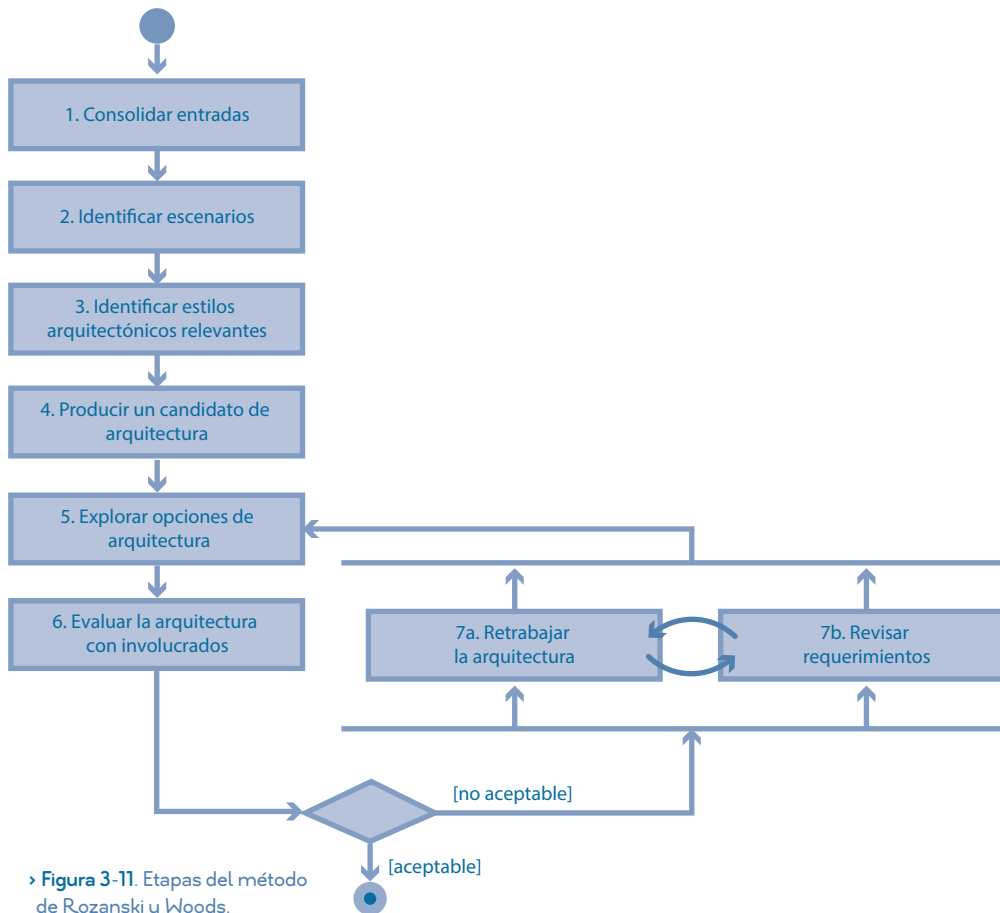 1. Consolidar entradas
2. Identificar escenarios
3. Identificar estilos
arquitectónicos relevantes
4. Producir un candidato de
arquitectura
5. Explorar opciones de
arquitectura
6. Evaluar la arquitectura
con involucrados
7a. Retrabajar
la arquitectura
7b. Revisar
requerimientos
[no aceptable]
[aceptable]
› Figura 3-11. Etapas del método
de Rozanski y Woods.